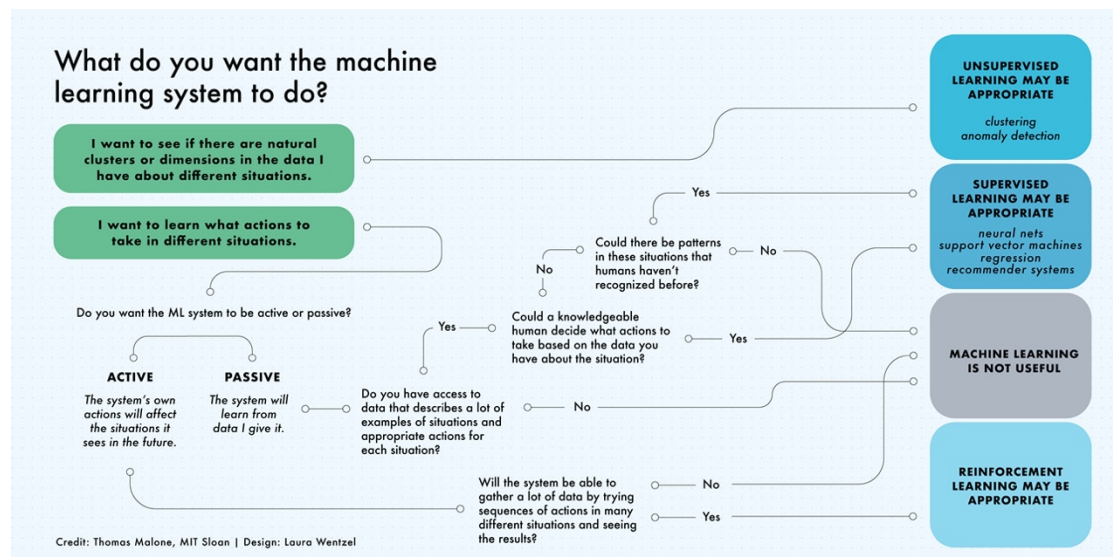 What do you want the machine
learning system to do?
I want to see if there are natural
clusters or dimensions in the data I
have about different situations.
I want to learn what actions to
take in different situations.
Do you want the ML system to be active or passive?
ACTIVE
The system's own
actions will affect
the situations it
sees in the future.
PASSIVE
The system will
learn from
data I give it.
Do you have access to
data that describes a lot of
examples of situations and
appropriate actions for
each situation?
Yes
No
Could a knowledgeable
human decide what actions to
take based on the data you
have about the situation?
No
Yes
Could there be patterns
in these situations that
humans haven't
recognized before?
Yes
No
Will the system be able to
gather a lot of data by trying
sequences of actions in many
different situations and seeing
the results?
No
Yes
UNSUPERVISED
LEARNING MAY BE
APPROPRIATE
clustering
anomaly detection
SUPERVISED
LEARNING MAY BE
APPROPRIATE
neural nets
support vector machines
regression
recommender systems
MACHINE LEARNING
IS NOT USEFUL
REINFORCEMENT
LEARNING MAY BE
APPROPRIATE
Credit: Thomas Malone, MIT Sloan | Design: Laura Wentzel